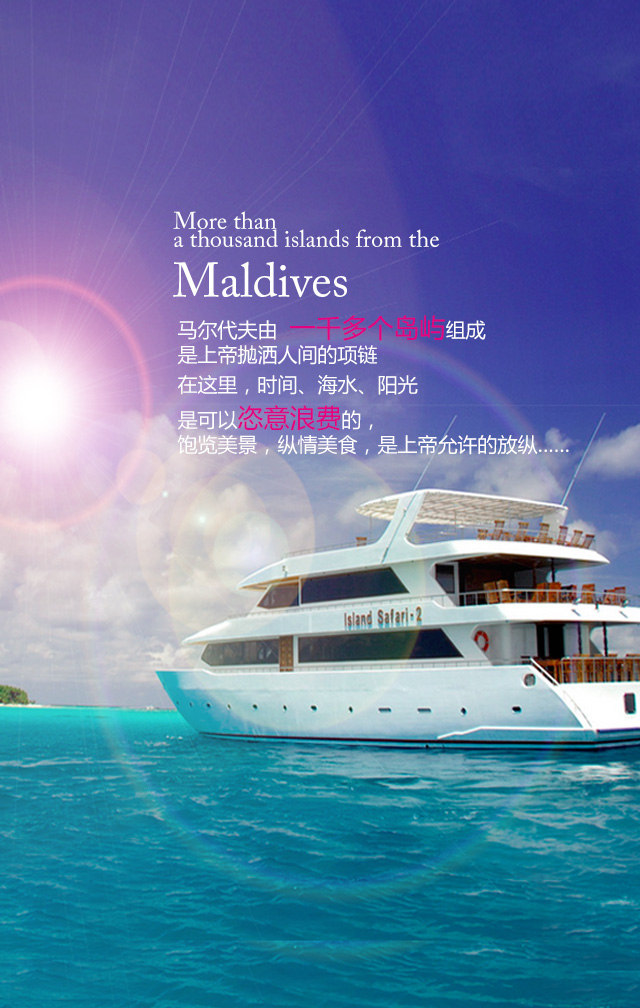 More than
a thousand islands from the
Maldives
马尔代夫由 一千多个岛屿组成
是上帝抛洒人间的项链
在这里，时间、海水、阳光
是可以恣意浪费的，
饱览美景，纵情美食，是上帝允许的放纵……
Island Safari-2